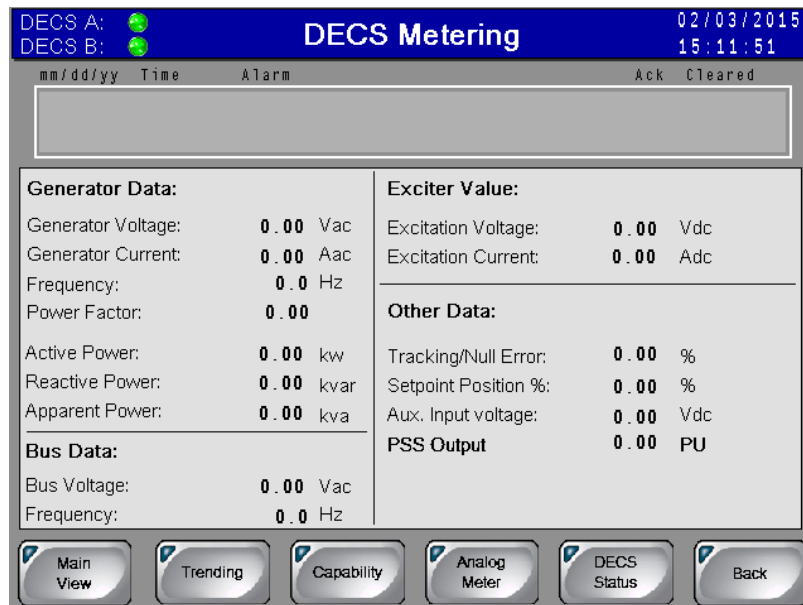 DECS A:
DECS B:
DECS Metering
02/03/2015
15:11:51
mm/dd/yy Time Alarm Ack Cleared
Generator Data:
Generator Voltage: 0.00 Vac
Generator Current: 0.00 Aac
Frequency: 0.0 Hz
Power Factor: 0.00
Active Power: 0.00 kw
Reactive Power: 0.00 kvar
Apparent Power: 0.00 kva
Bus Data:
Bus Voltage: 0.00 Vac
Frequency: 0.0 Hz
Exciter Value:
Excitation Voltage: 0.00 Vdc
Excitation Current: 0.00 Adc
Other Data:
Tracking/Null Error: 0.00 %
Setpoint Position %: 0.00 %
Aux. Input voltage: 0.00 Vdc
PSS Output 0.00 PU
Main
View
Trending
Capability
Analog
Meter
DECS
Status
Back